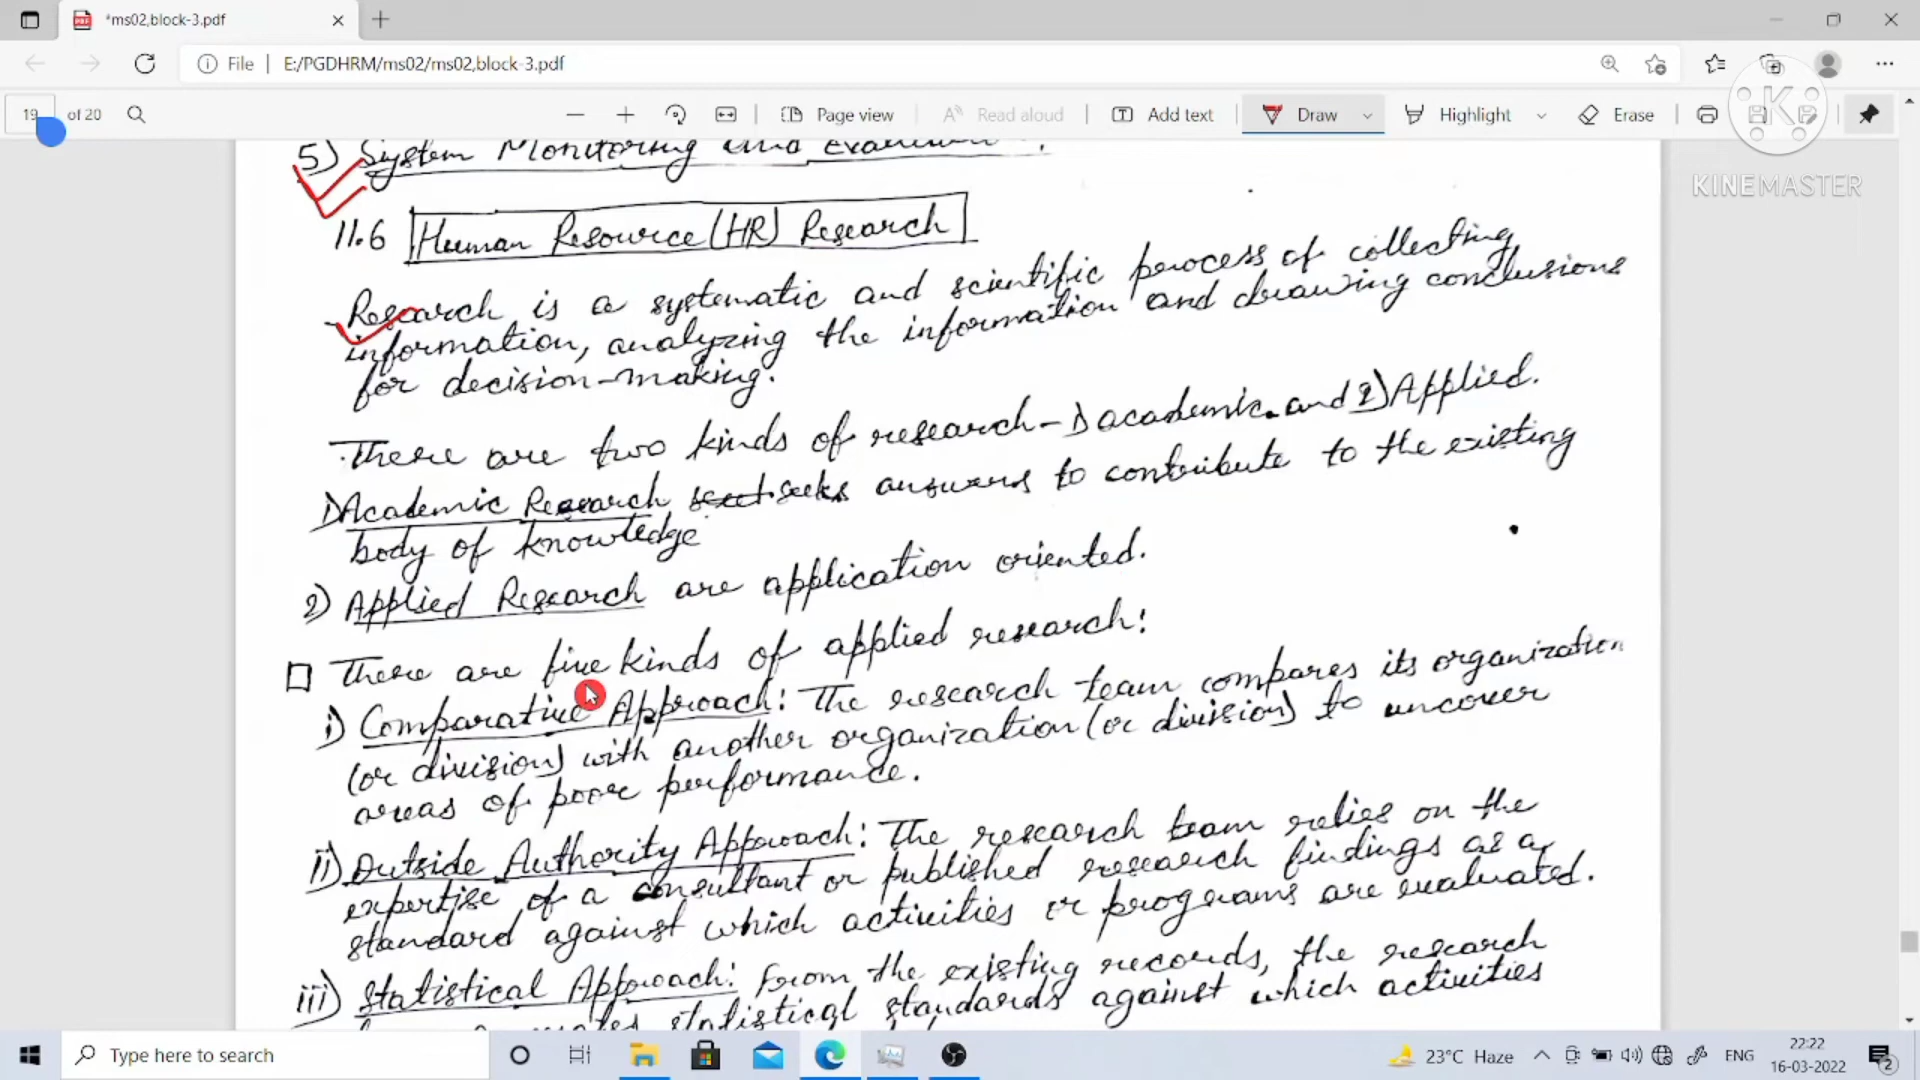 *ms02,block-3.pdf
File | E:/PGDHRM/ms02/ms02,block-3.pdf
19 of 20 Page view Read aloud Add text Draw Highlight Erase
KINEMASTER
5) System Monitoring and Evaluation.
11.6 Human Resource (HR) Research
Research is a systematic and scientific process of collecting
information, analyzing the information and drawing conclusions
for decision-making.
There are two kinds of research - 1) academic and 2) Applied.
1) Academic Research seeks answers to contribute to the existing
body of knowledge
2) Applied Research are application oriented.
There are five kinds of applied research:
i) Comparative Approach: The research team compares its organization
(or division) with another organization (or division) to uncover
areas of poor performance.
ii) Outside Authority Approach: The research team relies on the
expertise of a consultant or published research findings as a
standard against which activities or programs are evaluated.
iii) Statistical Approach: From the existing records, the research
statistical standards against which activities
Type here to search
23°C Haze ENG 22:22
16-03-2022 2